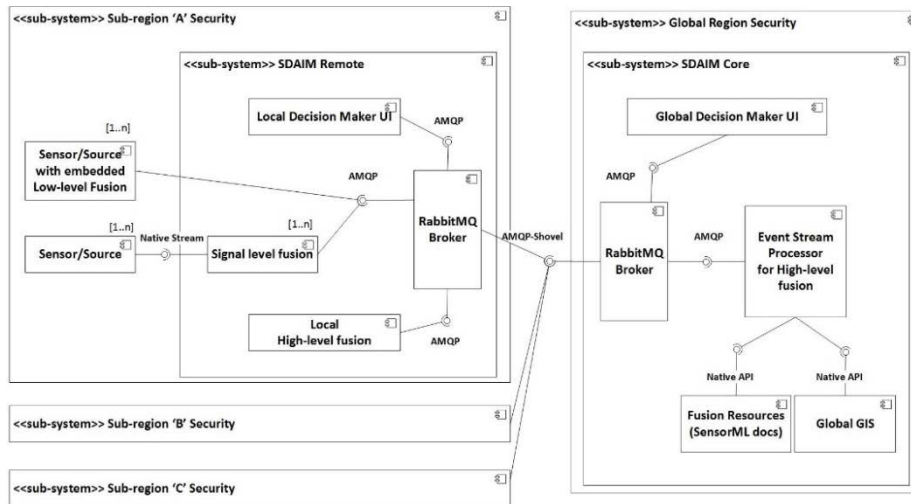 <<sub-system>> Sub-region ‘A’ Security
<<sub-system>> SDAIM Remote
Local Decision Maker UI
AMQP
[1..n]
Sensor/Source
with embedded
Low-level Fusion
AMQP
RabbitMQ
Broker
[1..n]
[1..n]
Sensor/Source
Native Stream
Signal level fusion
Local
High-level fusion
AMQP
AMQP-Shovel
<<sub-system>> Global Region Security
<<sub-system>> SDAIM Core
Global Decision Maker UI
AMQP
RabbitMQ
Broker
AMQP
Event Stream
Processor
for High-level
fusion
Native API
Native API
Fusion Resources
(SensorML docs)
Global GIS
<<sub-system>> Sub-region ‘B’ Security
<<sub-system>> Sub-region ‘C’ Security